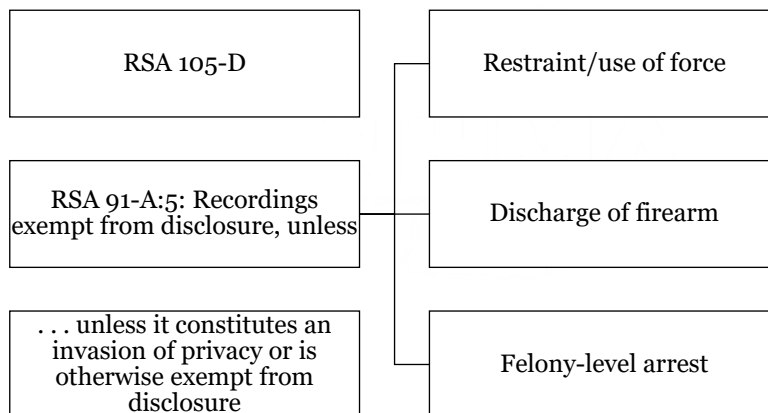 RSA 105-D
Restraint/use of force
RSA 91-A:5: Recordings
exempt from disclosure, unless
Discharge of firearm
. . . unless it constitutes an
invasion of privacy or is
otherwise exempt from
disclosure
Felony-level arrest